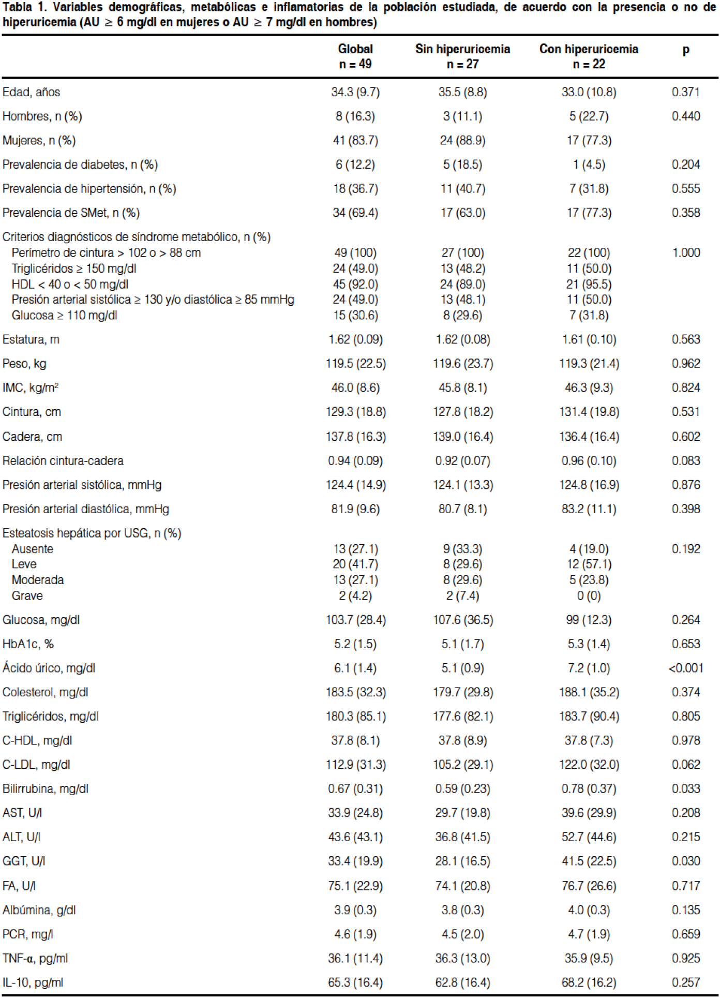 Tabla 1. Variables demográficas, metabólicas e inflamatorias de la población estudiada, de acuerdo con la presencia o no de
hiperuricemia (AU ≥ 6 mg/dl en mujeres o AU ≥ 7 mg/dl en hombres)
Global Sin hiperuricemia Con hiperuricemia p
n = 49 n = 27 n = 22
Edad, años 34.3 (9.7) 35.5 (8.8) 33.0 (10.8) 0.371
Hombres, n (%) 8 (16.3) 3 (11.1) 5 (22.7) 0.440
Mujeres, n (%) 41 (83.7) 24 (88.9) 17 (77.3)
Prevalencia de diabetes, n (%) 6 (12.2) 5 (18.5) 1 (4.5) 0.204
Prevalencia de hipertensión, n (%) 18 (36.7) 11 (40.7) 7 (31.8) 0.555
Prevalencia de SMet, n (%) 34 (69.4) 17 (63.0) 17 (77.3) 0.358
Criterios diagnósticos de síndrome metabólico, n (%)
Perímetro de cintura > 102 o > 88 cm 49 (100) 27 (100) 22 (100) 1.000
Triglicéridos ≥ 150 mg/dl 24 (49.0) 13 (48.2) 11 (50.0)
HDL < 40 o < 50 mg/dl 45 (92.0) 24 (89.0) 21 (95.5)
Presión arterial sistólica ≥ 130 y/o diastólica ≥ 85 mmHg 24 (49.0) 13 (48.1) 11 (50.0)
Glucosa ≥ 110 mg/dl 15 (30.6) 8 (29.6) 7 (31.8)
Estatura, m 1.62 (0.09) 1.62 (0.08) 1.61 (0.10) 0.563
Peso, kg 119.5 (22.5) 119.6 (23.7) 119.3 (21.4) 0.962
IMC, kg/m² 46.0 (8.6) 45.8 (8.1) 46.3 (9.3) 0.824
Cintura, cm 129.3 (18.8) 127.8 (18.2) 131.4 (19.8) 0.531
Cadera, cm 137.8 (16.3) 139.0 (16.4) 136.4 (16.4) 0.602
Relación cintura-cadera 0.94 (0.09) 0.92 (0.07) 0.96 (0.10) 0.083
Presión arterial sistólica, mmHg 124.4 (14.9) 124.1 (13.3) 124.8 (16.9) 0.876
Presión arterial diastólica, mmHg 81.9 (9.6) 80.7 (8.1) 83.2 (11.1) 0.398
Esteatosis hepática por USG, n (%)
Ausente 13 (27.1) 9 (33.3) 4 (19.0) 0.192
Leve 20 (41.7) 8 (29.6) 12 (57.1)
Moderada 13 (27.1) 8 (29.6) 5 (23.8)
Grave 2 (4.2) 2 (7.4) 0 (0)
Glucosa, mg/dl 103.7 (28.4) 107.6 (36.5) 99 (12.3) 0.264
HbA1c, % 5.2 (1.5) 5.1 (1.7) 5.3 (1.4) 0.653
Ácido úrico, mg/dl 6.1 (1.4) 5.1 (0.9) 7.2 (1.0) <0.001
Colesterol, mg/dl 183.5 (32.3) 179.7 (29.8) 188.1 (35.2) 0.374
Triglicéridos, mg/dl 180.3 (85.1) 177.6 (82.1) 183.7 (90.4) 0.805
C-HDL, mg/dl 37.8 (8.1) 37.8 (8.9) 37.8 (7.3) 0.978
C-LDL, mg/dl 112.9 (31.3) 105.2 (29.1) 122.0 (32.0) 0.062
Bilirrubina, mg/dl 0.67 (0.31) 0.59 (0.23) 0.78 (0.37) 0.033
AST, U/l 33.9 (24.8) 29.7 (19.8) 39.6 (29.9) 0.208
ALT, U/l 43.6 (43.1) 36.8 (41.5) 52.7 (44.6) 0.215
GGT, U/l 33.4 (19.9) 28.1 (16.5) 41.5 (22.5) 0.030
FA, U/l 75.1 (22.9) 74.1 (20.8) 76.7 (26.6) 0.717
Albúmina, g/dl 3.9 (0.3) 3.8 (0.3) 4.0 (0.3) 0.135
PCR, mg/l 4.6 (1.9) 4.5 (2.0) 4.7 (1.9) 0.659
TNF-α, pg/ml 36.1 (11.4) 36.3 (13.0) 35.9 (9.5) 0.925
IL-10, pg/ml 65.3 (16.4) 62.8 (16.4) 68.2 (16.2) 0.257